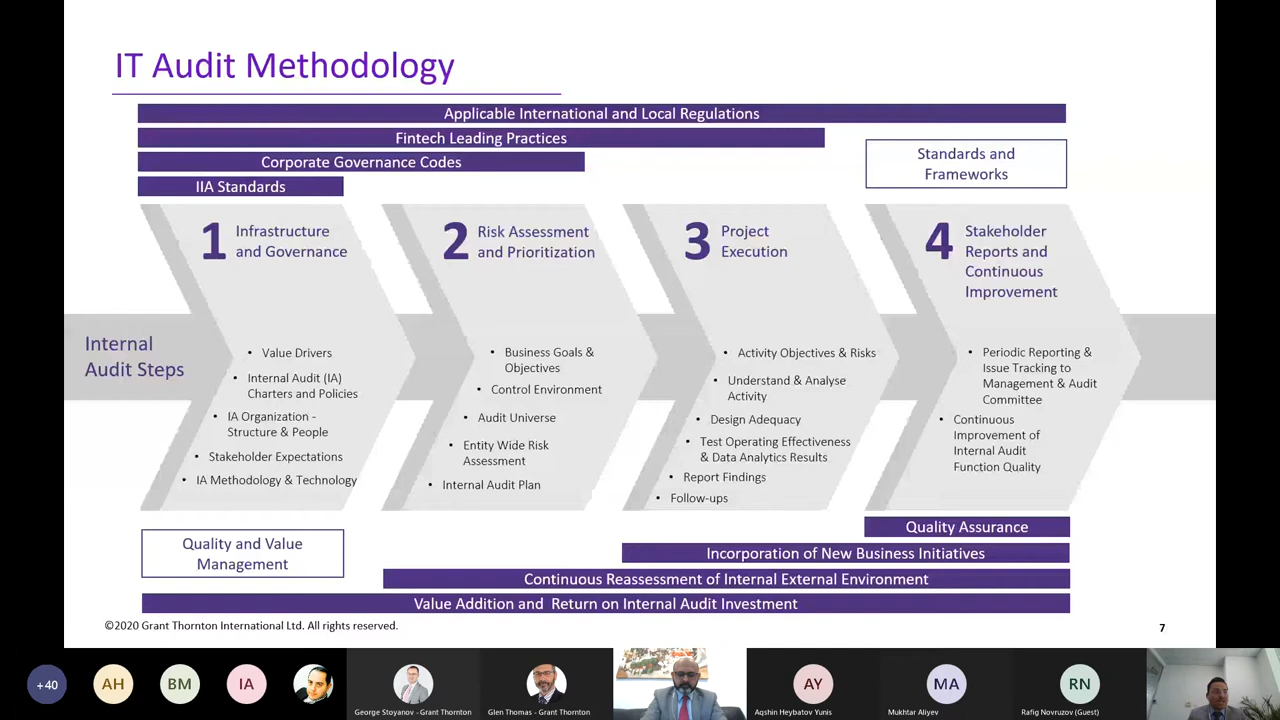 IT Audit Methodology
Applicable International and Local Regulations
Fintech Leading Practices
Corporate Governance Codes
IIA Standards
Standards and
Frameworks
1
Infrastructure
and Governance
2
Risk Assessment
and Prioritization
3
Project
Execution
4
Stakeholder
Reports and
Continuous
Improvement
Internal
Audit Steps
• Value Drivers
• Internal Audit (IA)
Charters and Policies
• IA Organization -
Structure & People
• Stakeholder Expectations
• IA Methodology & Technology
• Business Goals &
Objectives
• Control Environment
• Audit Universe
• Entity Wide Risk
Assessment
• Internal Audit Plan
• Activity Objectives & Risks
• Understand & Analyse
Activity
• Design Adequacy
• Test Operating Effectiveness
& Data Analytics Results
• Report Findings
• Follow-ups
• Periodic Reporting &
Issue Tracking to
Management & Audit
Committee
• Continuous
Improvement of
Internal Audit
Function Quality
Quality and Value
Management
Quality Assurance
Incorporation of New Business Initiatives
Continuous Reassessment of Internal External Environment
Value Addition and Return on Internal Audit Investment
©2020 Grant Thornton International Ltd. All rights reserved.
7
+40
AH
BM
IA
George Stoyanov - Grant Thornton
Glen Thomas - Grant Thornton
AY
Aqshin Heybatov Yunis
MA
Mukhtar Aliyev
RN
Rafig Novruzov (Guest)